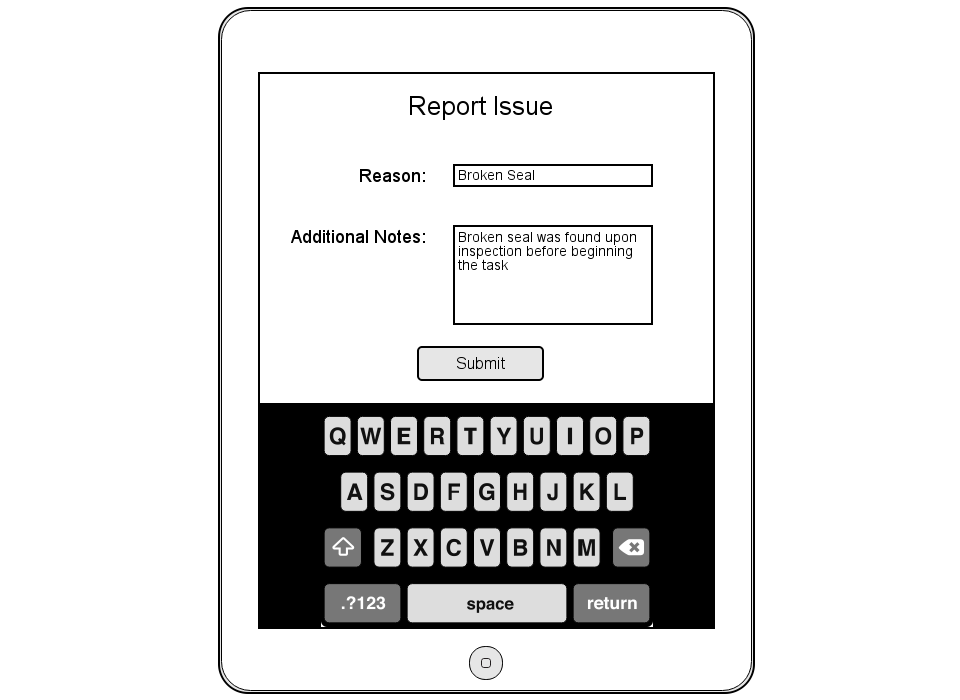 Report Issue
Reason:
Broken Seal
Additional Notes:
Broken seal was found upon
inspection before beginning
the task
Submit
Q W E R T Y U I O P
A S D F G H J K L
Z X C V B N M
.?123 space return